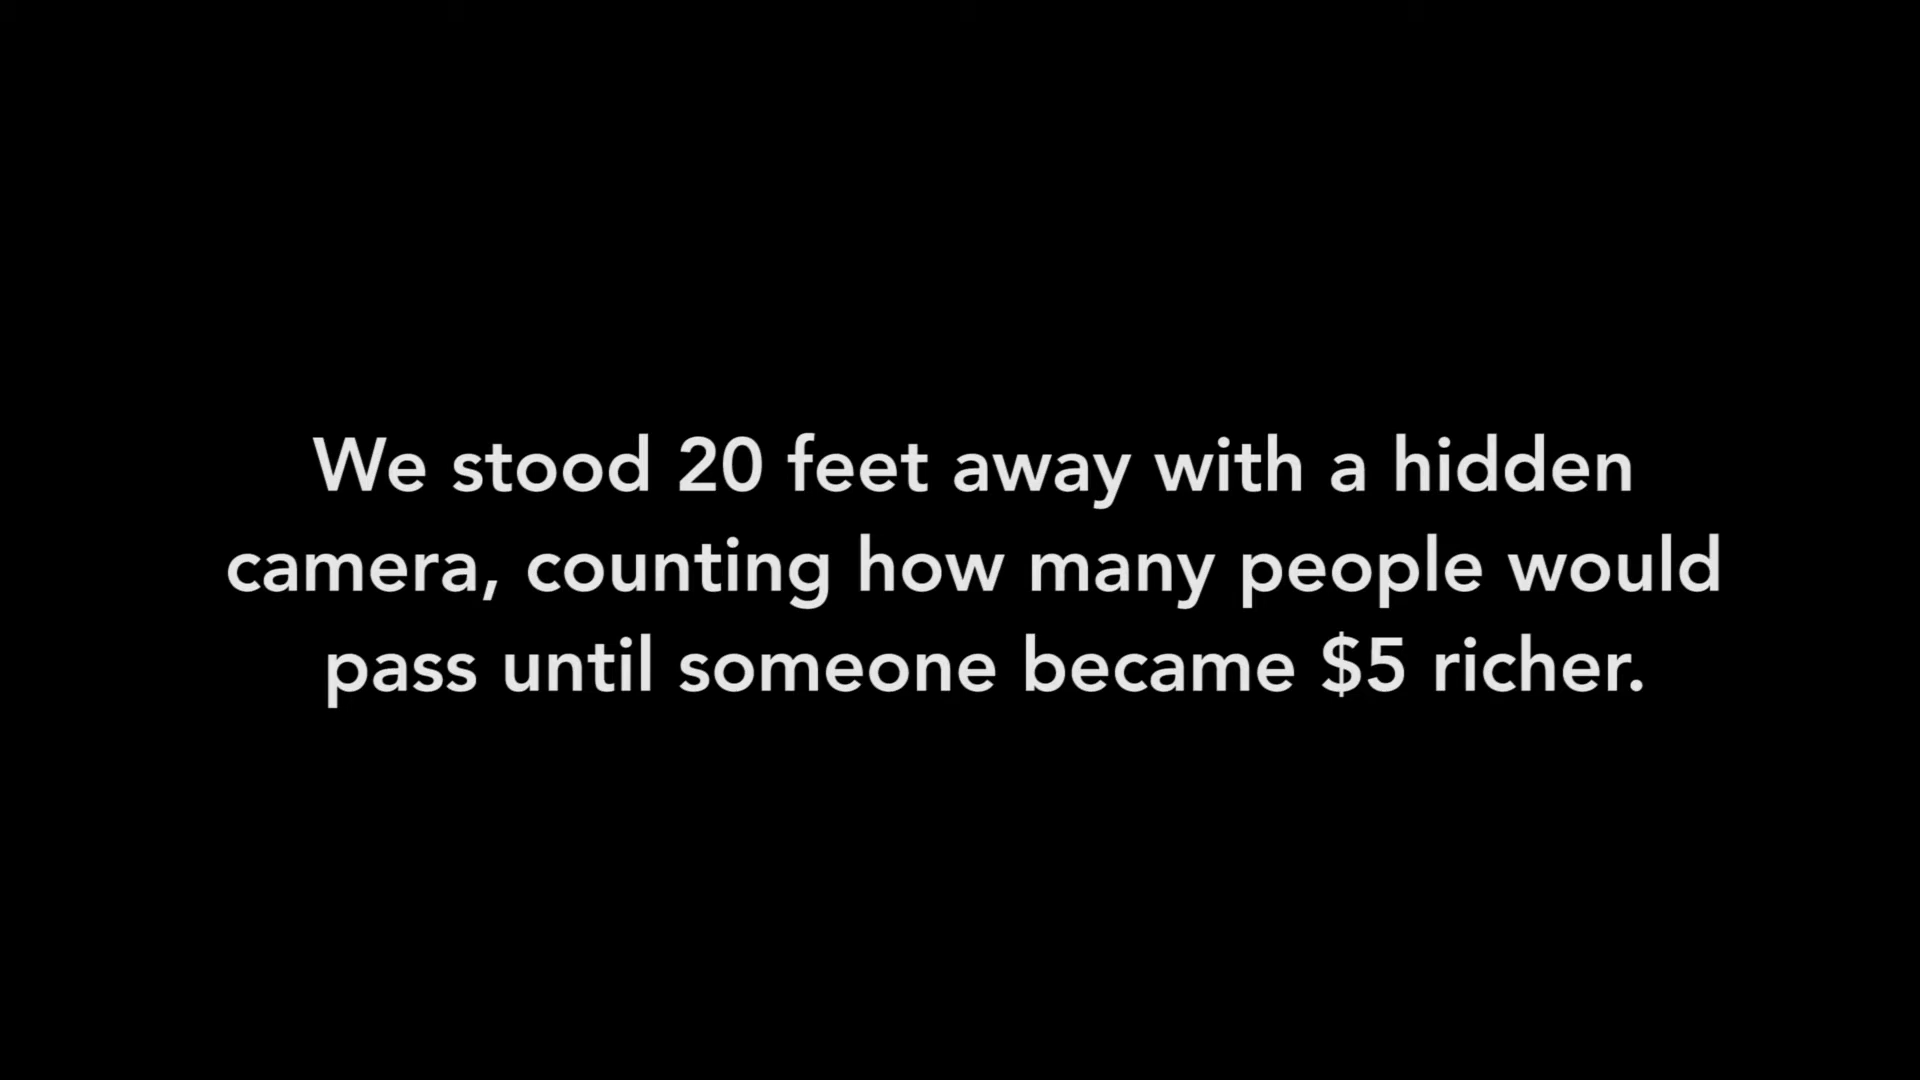 We stood 20 feet away with a hidden
camera, counting how many people would
pass until someone became $5 richer.